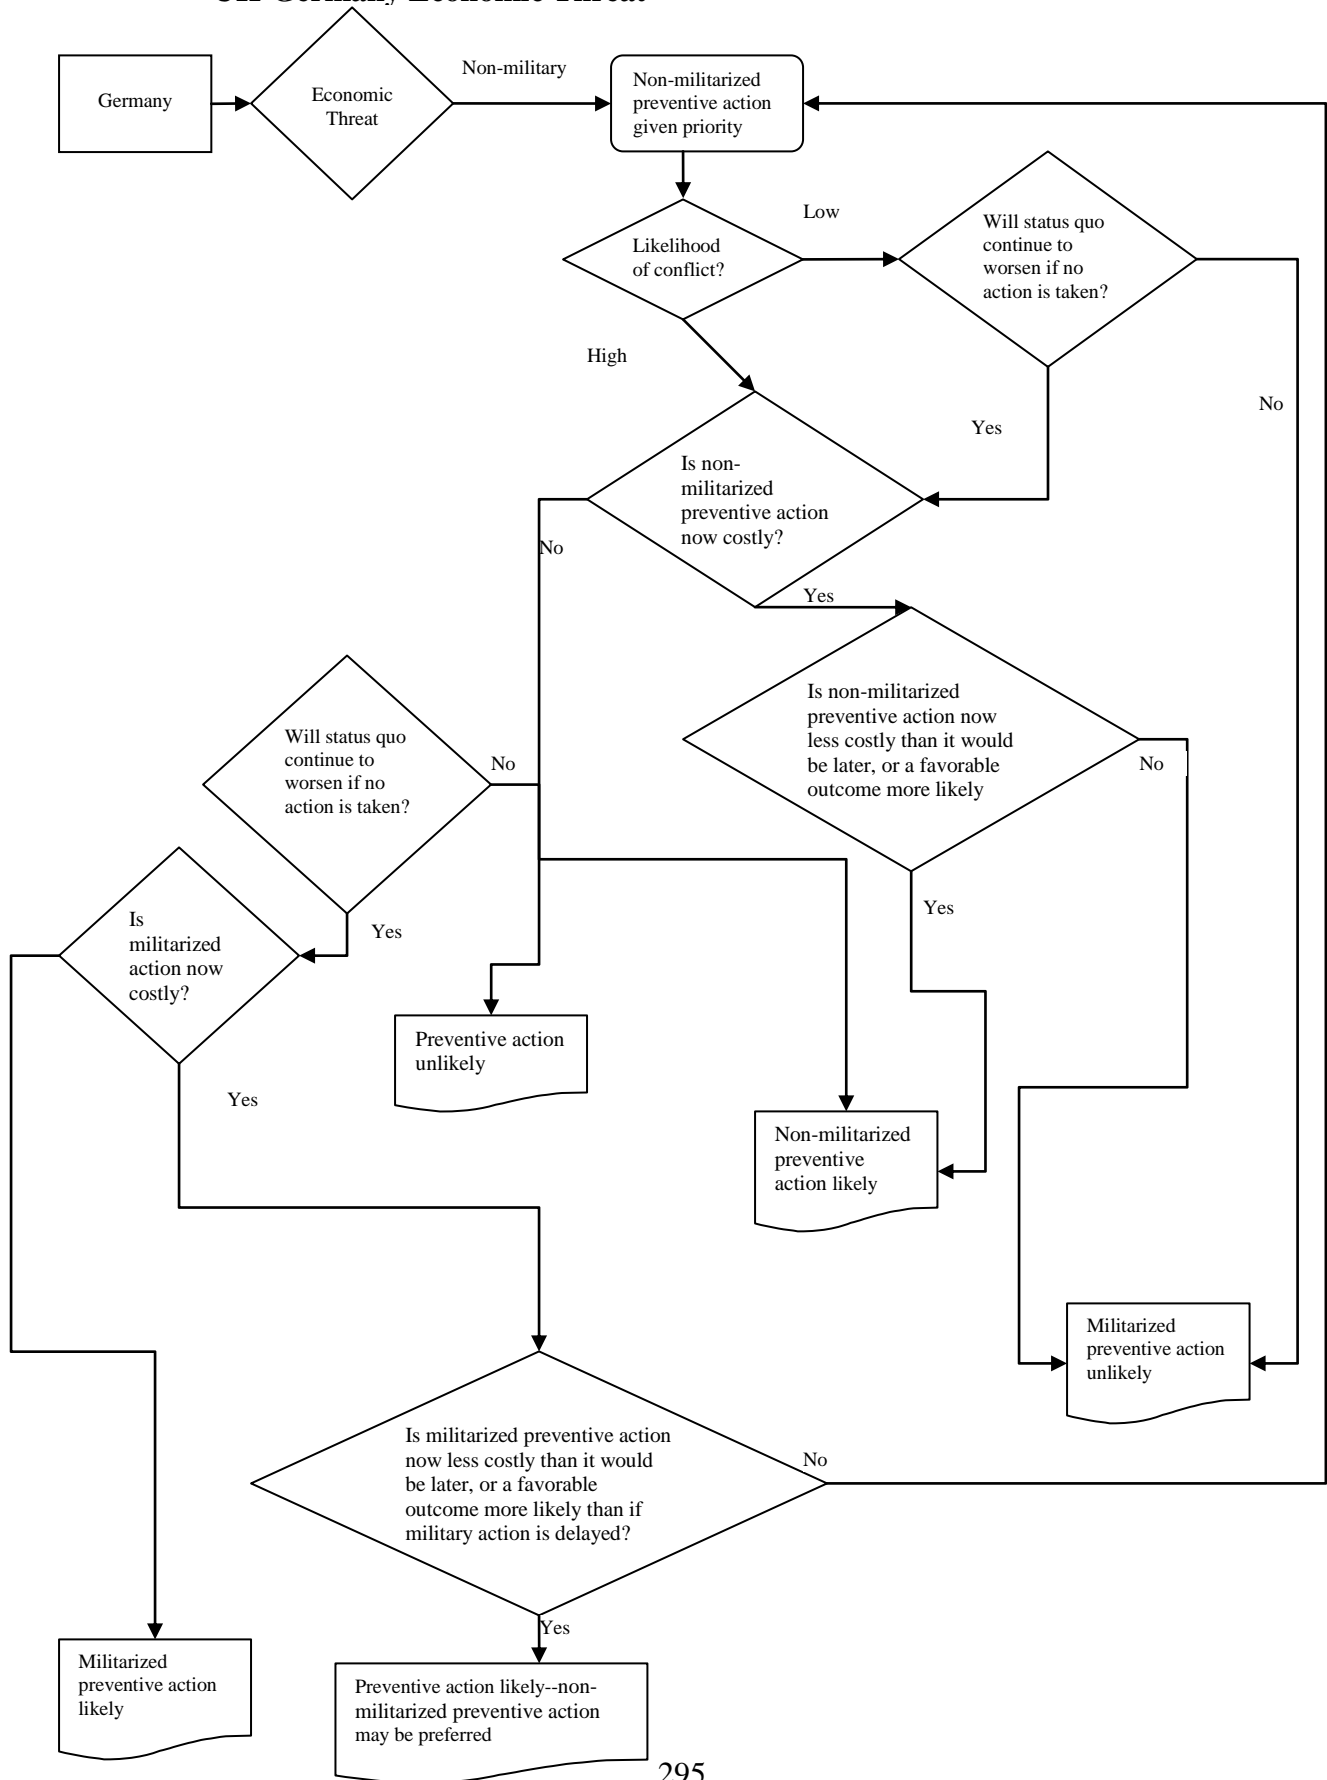 Germany
Economic
Threat
Non-military
Non-militarized
preventive action
given priority
Likelihood
of conflict?
Low
Will status quo
continue to
worsen if no
action is taken?
High
No
Yes
Is non-
militarized
preventive action
now costly?
No
Yes
Is non-militarized
preventive action now
less costly than it would
be later, or a favorable
outcome more likely
No
Will status quo
continue to
worsen if no
action is taken?
No
Yes
Yes
Is
militarized
action now
costly?
Preventive action
unlikely
Yes
Non-militarized
preventive
action likely
Militarized
preventive action
unlikely
Is militarized preventive action
now less costly than it would
be later, or a favorable
outcome more likely than if
military action is delayed?
No
Yes
Militarized
preventive action
likely
Preventive action likely--non-
militarized preventive action
may be preferred
295